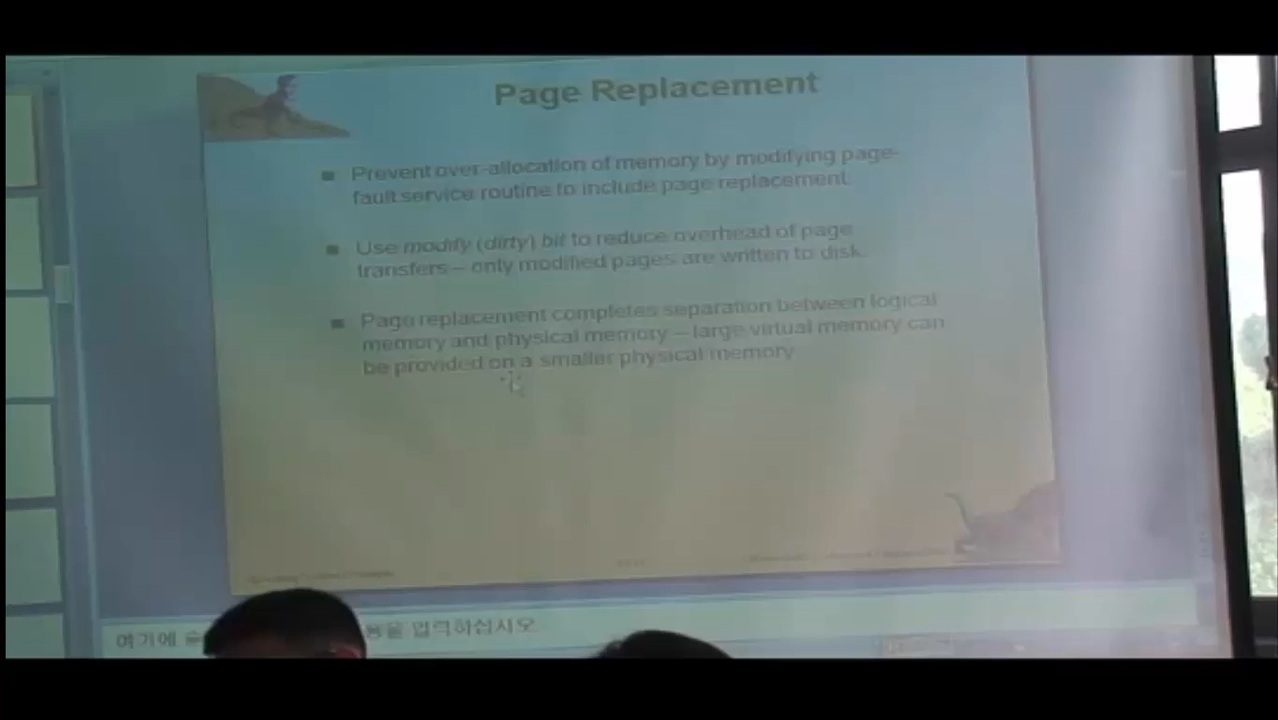 Page Replacement
Prevent over-allocation of memory by modifying page-
fault service routine to include page replacement
Use modify (dirty) bit to reduce overhead of page
transfers – only modified pages are written to disk
Page replacement completes separation between logical
memory and physical memory – large virtual memory can
be provided on a smaller physical memory
여기에 용을 입력하십시오